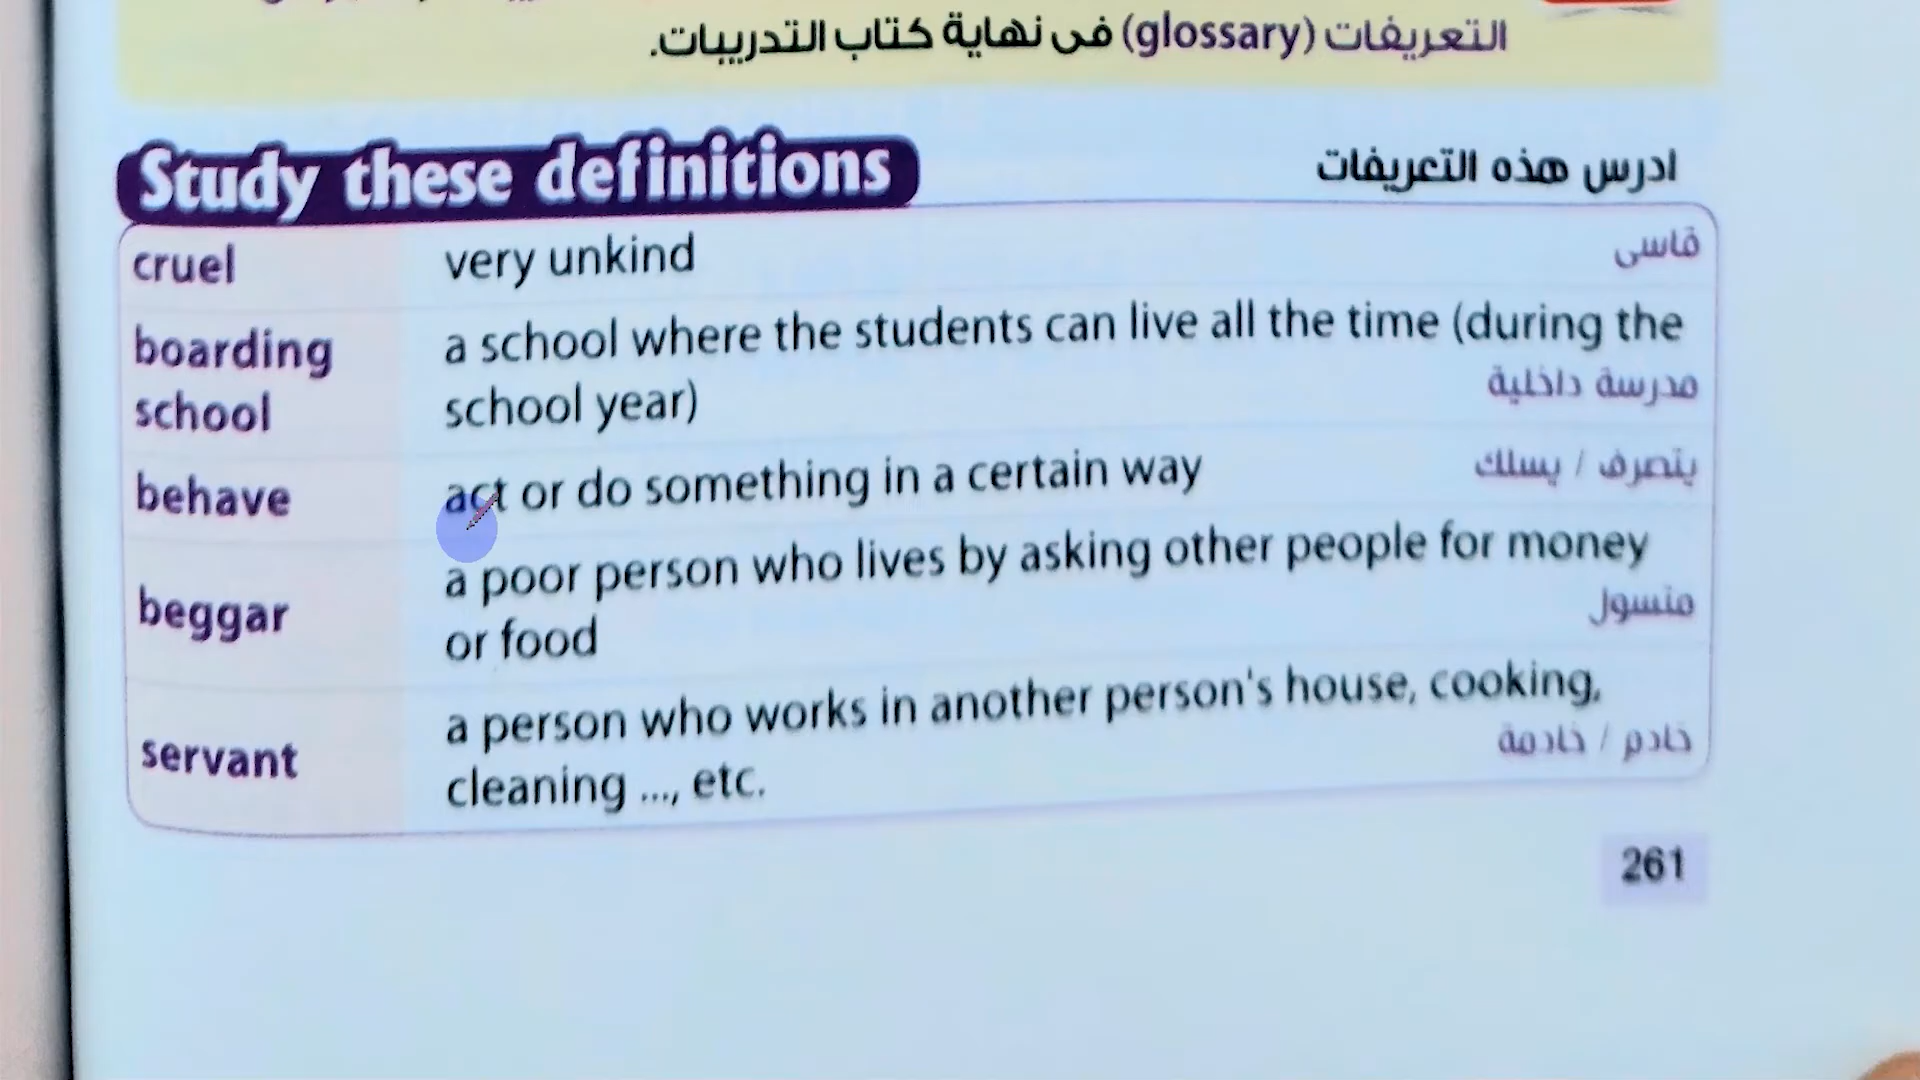 التعريفات (glossary) فى نهاية كتاب التدريبات.
Study these definitions
ادرس هذه التعريفات
cruel very unkind قاسى
boarding school a school where the students can live all the time (during the
school year) مدرسة داخلية
behave act or do something in a certain way يتصرف / يسلك
beggar a poor person who lives by asking other people for money
or food متسول
servant a person who works in another person's house, cooking,
cleaning ..., etc. خادم / خادمة
261